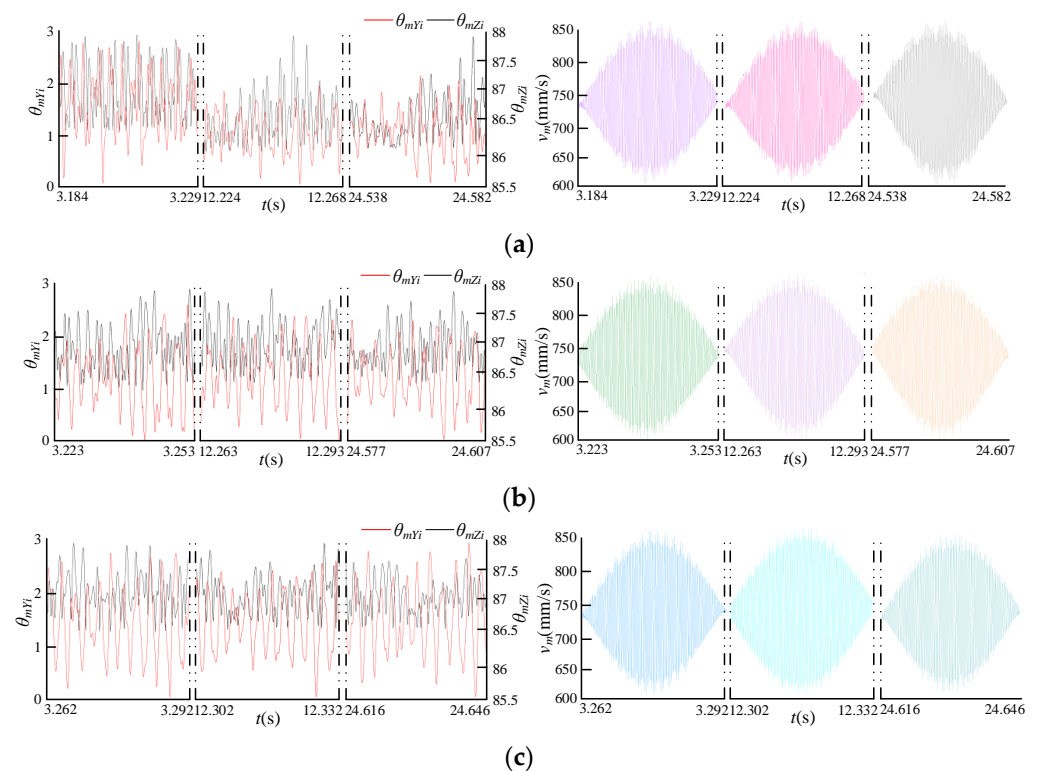 θmYi θmZi
3
2
1
0
θmYi
88
87.5
87
86.5
86
85.5
θmZi
3.184 3.229 12.224 12.268 24.538 24.582
t(s)
850
750
700
650
600
vm(mm/s)
3.184 3.229 12.224 12.268 24.538 24.582
t(s)
(a)
θmYi θmZi
3
2
1
0
θmYi
88
87.5
87
86.5
86
85.5
θmZi
3.223 3.253 12.263 12.293 24.577 24.607
t(s)
850
800
750
700
650
600
vm(mm/s)
3.223 3.253 12.263 12.293 24.577 24.607
t(s)
(b)
θmYi θmZi
3
2
1
0
θmYi
88
87.5
87
86.5
86
85.5
θmZi
3.262 3.292 12.302 12.332 24.616 24.646
t(s)
850
800
750
700
650
600
vm(mm/s)
3.262 3.292 12.302 12.332 24.616 24.646
t(s)
(c)